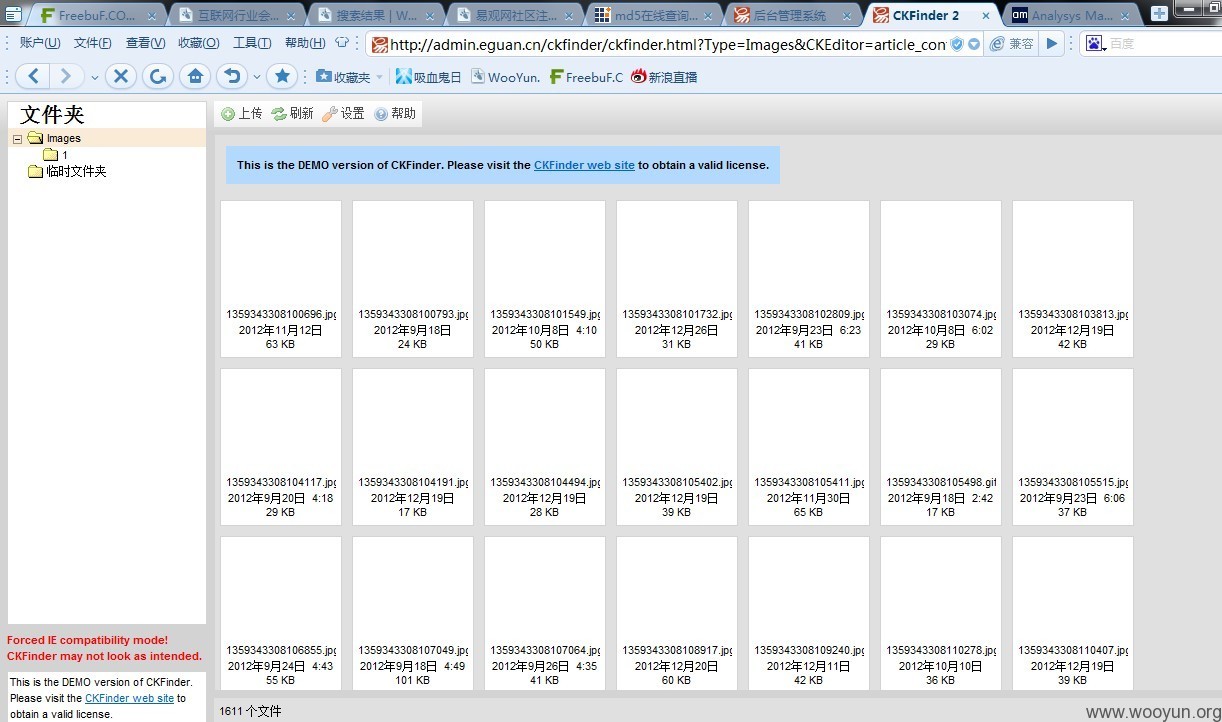 FreebuF.CO...
互联网行业会...
搜索结果 | W...
易观网社区注...
md5在线查询...
后台管理系统
CKFinder 2
Analysys Ma...
账户(U) 文件(F) 查看(V) 收藏(O) 工具(T) 帮助(H)
http://admin.eguan.cn/ckfinder/ckfinder.html?Type=Images&CKEditor=article_con
兼容
百度
收藏夹 吸血鬼日 WooYun. FreebuF.C 新浪直播
文件夹
Images
1
临时文件夹
上传 刷新 设置 帮助
This is the DEMO version of CKFinder. Please visit the CKFinder web site to obtain a valid license.
1359343308100696.jpg 1359343308100793.jpg 1359343308101549.jpg 1359343308101732.jpg 1359343308102809.jpg 1359343308103074.jpg 1359343308103813.jpg
2012年11月12日 2012年9月18日 2012年10月8日 4:10 2012年12月26日 2012年9月23日 6:23 2012年10月8日 6:02 2012年12月19日
63 KB 24 KB 50 KB 31 KB 41 KB 29 KB 42 KB
1359343308104117.jpg 1359343308104191.jpg 1359343308104494.jpg 1359343308105402.jpg 1359343308105411.jpg 1359343308105498.gif 1359343308105515.jpg
2012年9月20日 4:18 2012年12月19日 2012年12月19日 2012年12月19日 2012年11月30日 2012年9月18日 2:42 2012年9月23日 6:06
29 KB 17 KB 28 KB 39 KB 65 KB 17 KB 37 KB
1359343308106855.jpg 1359343308107049.jpg 1359343308107064.jpg 1359343308108917.jpg 1359343308109240.jpg 1359343308110278.jpg 1359343308110407.jpg
2012年9月24日 4:43 2012年9月18日 4:49 2012年9月26日 4:35 2012年12月20日 2012年12月11日 2012年10月10日 2012年12月19日
55 KB 101 KB 41 KB 60 KB 42 KB 36 KB 39 KB
Forced IE compatibility mode!
CKFinder may not look as intended.
This is the DEMO version of CKFinder.
Please visit the CKFinder web site to
obtain a valid license.
1611 个文件
www.wooyun.org